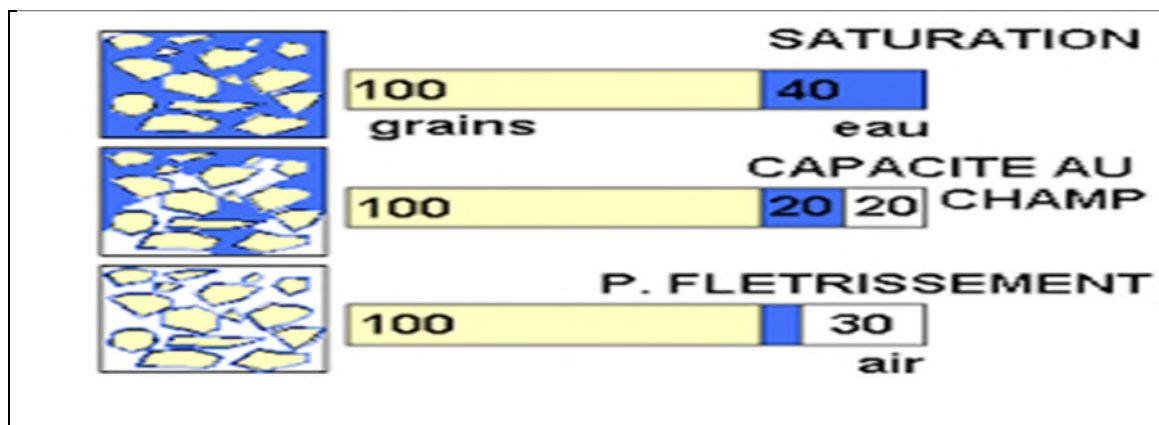 SATURATION
100 40
grains eau
CAPACITE AU
CHAMP
100 20 20
P. FLETRISSEMENT
100 30
air